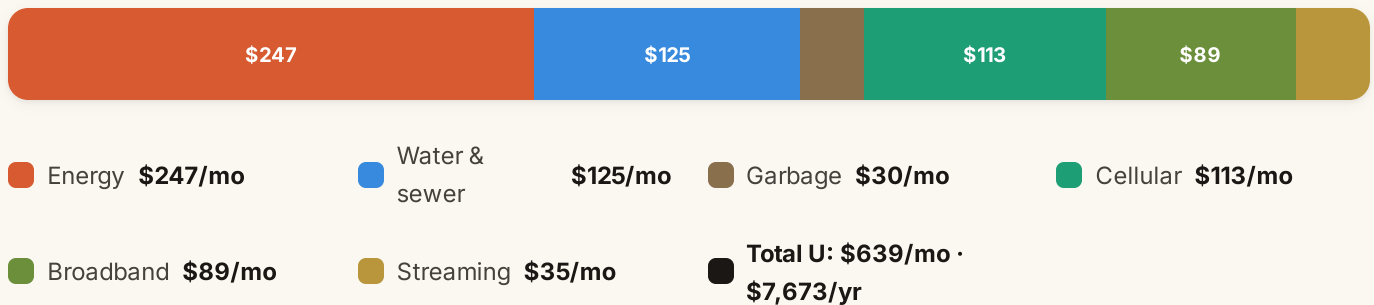 $247 $125 $113 $89
Energy $247/mo
Water &
sewer $125/mo
Garbage $30/mo
Cellular $113/mo
Broadband $89/mo
Streaming $35/mo
Total U: $639/mo ·
$7,673/yr